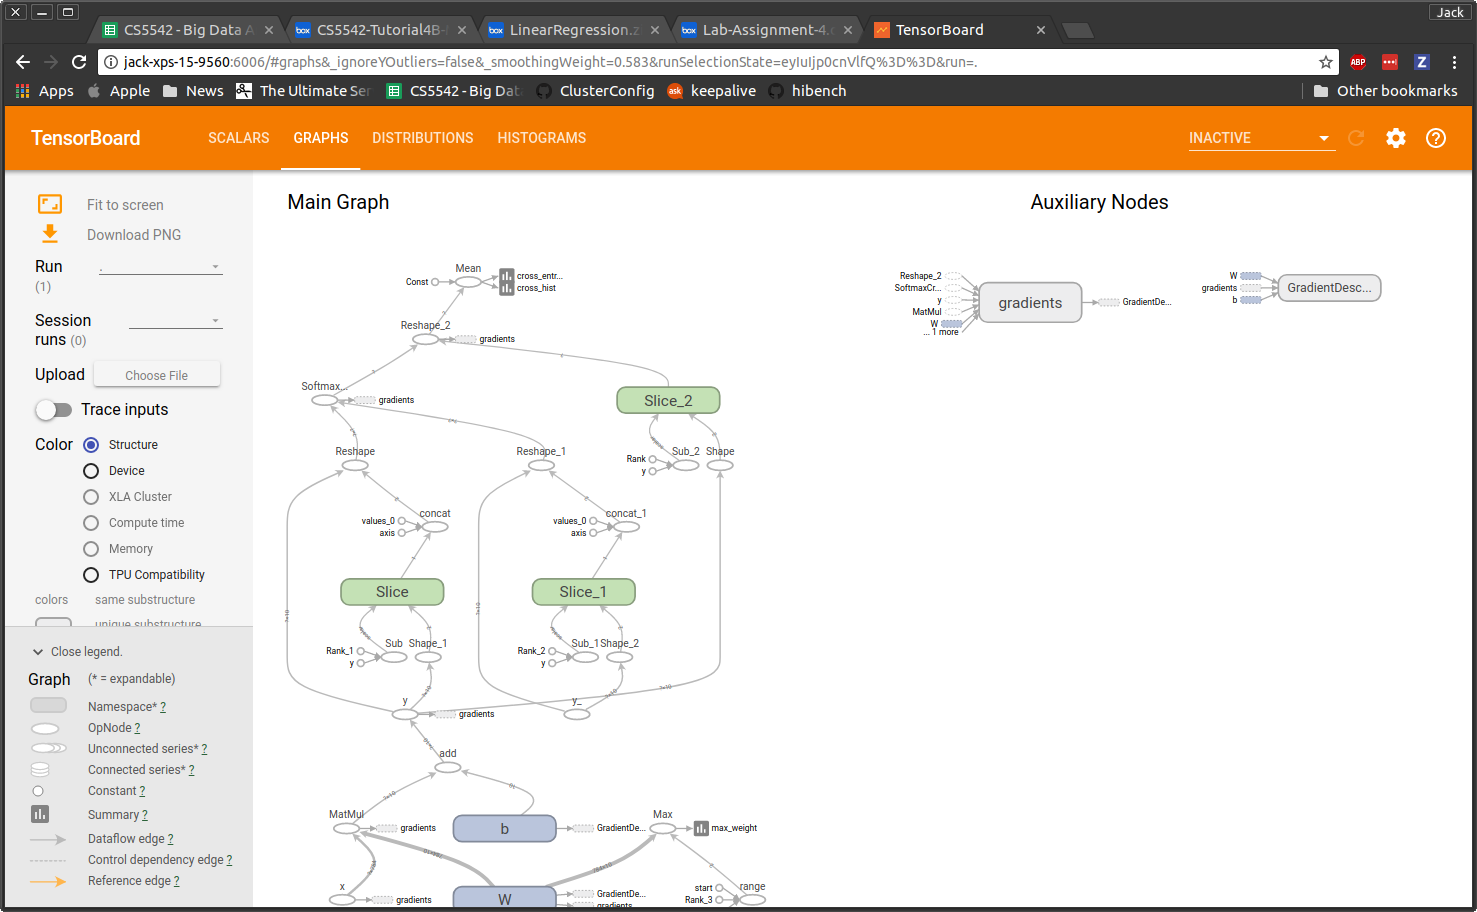 Jack
CS5542 - Big Data A
CS5542-Tutorial4B-
LinearRegression.z
Lab-Assignment-4.
TensorBoard
jack-xps-15-9560:6006/#graphs&_ignoreYOutliers=false&_smoothingWeight=0.583&runSelectionState=eyIuIjp0cnVlfQ%3D%3D&run=.
Apps
Apple
News
The Ultimate Ser
CS5542 - Big Data
ClusterConfig
keepalive
hibench
Other bookmarks
TensorBoard
SCALARS
GRAPHS
DISTRIBUTIONS
HISTOGRAMS
INACTIVE
Fit to screen
Download PNG
Run
(1)
.
Session
runs (0)
Upload
Choose File
Trace inputs
Color
Structure
Device
XLA Cluster
Compute time
Memory
TPU Compatibility
colors
same substructure
unique substructure
Close legend.
Graph
(* = expandable)
Namespace* ?
OpNode ?
Unconnected series* ?
Connected series* ?
Constant ?
Summary ?
Dataflow edge ?
Control dependency edge ?
Reference edge ?
Main Graph
Auxiliary Nodes
Mean
Const
cross_entr...
cross_hist
Reshape_2
gradients
Softmax...
gradients
Slice_2
Reshape
Reshape_1
Rank
y
Sub_2
Shape
values_0
axis
concat
values_0
axis
concat_1
Slice
Slice_1
Rank_1
y
Sub
Shape_1
Rank_2
y
Sub_1
Shape_2
y
gradients
y_
add
MatMul
gradients
b
GradientDe...
Max
max_weight
x
gradients
W
GradientDe...
gradients
start
Rank_3
range
Reshape_2
SoftmaxCr...
y
MatMul
W
... 1 more
gradients
GradientDe...
W
gradients
b
GradientDesc...